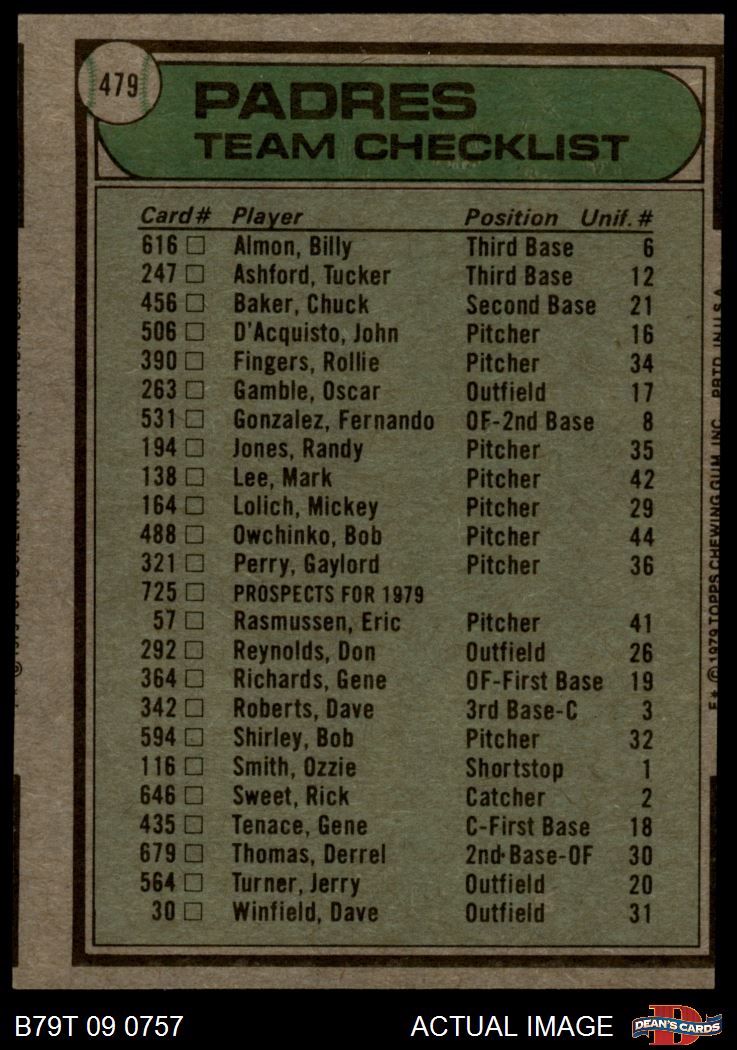 479
PADRES
TEAM CHECKLIST
Card# Player Position Unif. #
616 □ Almon, Billy Third Base 6
247 □ Ashford, Tucker Third Base 12
456 □ Baker, Chuck Second Base 21
506 □ D'Acquisto, John Pitcher 16
390 □ Fingers, Rollie Pitcher 34
263 □ Gamble, Oscar Outfield 17
531 □ Gonzalez, Fernando OF-2nd Base 8
194 □ Jones, Randy Pitcher 35
138 □ Lee, Mark Pitcher 42
164 □ Lolich, Mickey Pitcher 29
488 □ Owchinko, Bob Pitcher 44
321 □ Perry, Gaylord Pitcher 36
725 □ PROSPECTS FOR 1979
57 □ Rasmussen, Eric Pitcher 41
292 □ Reynolds, Don Outfield 26
364 □ Richards, Gene OF-First Base 19
342 □ Roberts, Dave 3rd Base-C 3
594 □ Shirley, Bob Pitcher 32
116 □ Smith, Ozzie Shortstop 1
646 □ Sweet, Rick Catcher 2
435 □ Tenace, Gene C-First Base 18
679 □ Thomas, Derrel 2nd-Base-OF 30
564 □ Turner, Jerry Outfield 20
30 □ Winfield, Dave Outfield 31
F* ©1979 TOPPS CHEWING GUM, INC. PRTD. IN U.S.A.
B79T 09 0757 ACTUAL IMAGE DEAN'S CARDS